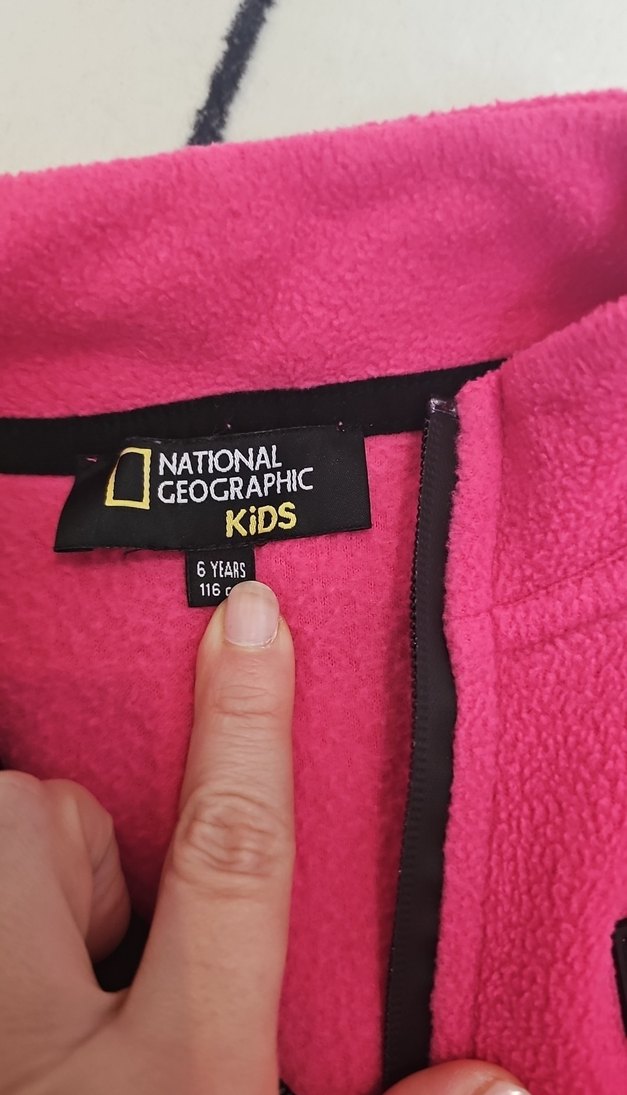 NATIONAL
GEOGRAPHIC
KiDS
6 YEARS
116